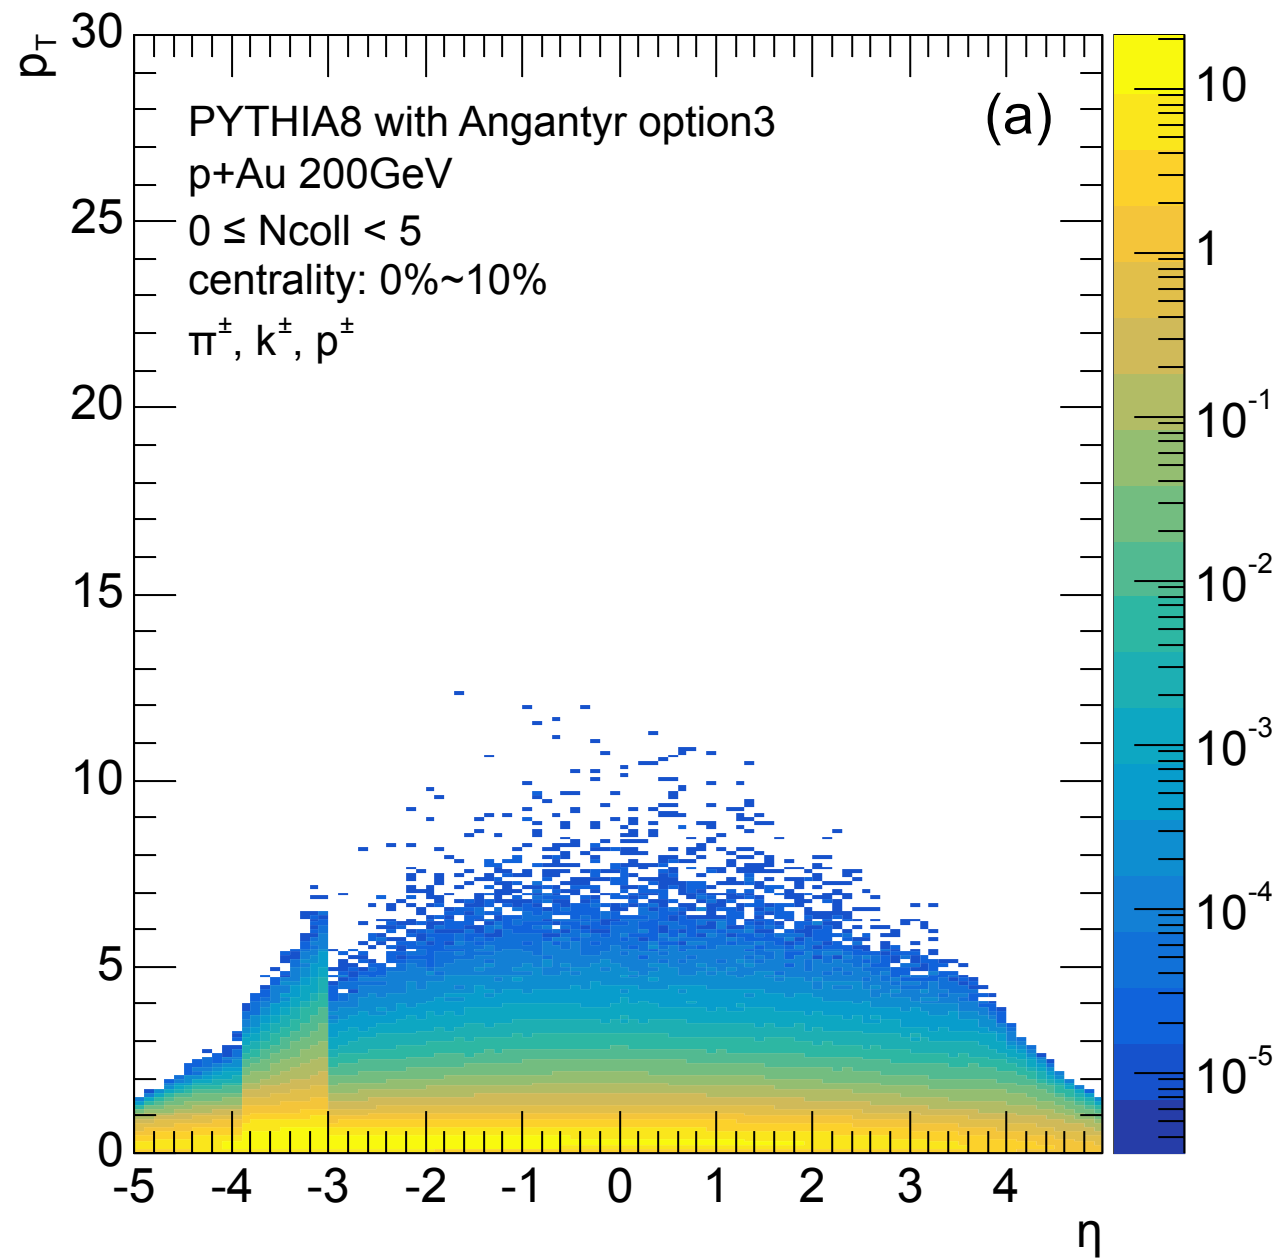 p_T
30
25
20
15
10
5
0
(a)
PYTHIA8 with Angantyr option3
p+Au 200GeV
0 ≤ Ncoll < 5
centrality: 0%~10%
π±, k±, p±
10
1
10^-1
10^-2
10^-3
10^-4
10^-5
-5 -4 -3 -2 -1 0 1 2 3 4
η